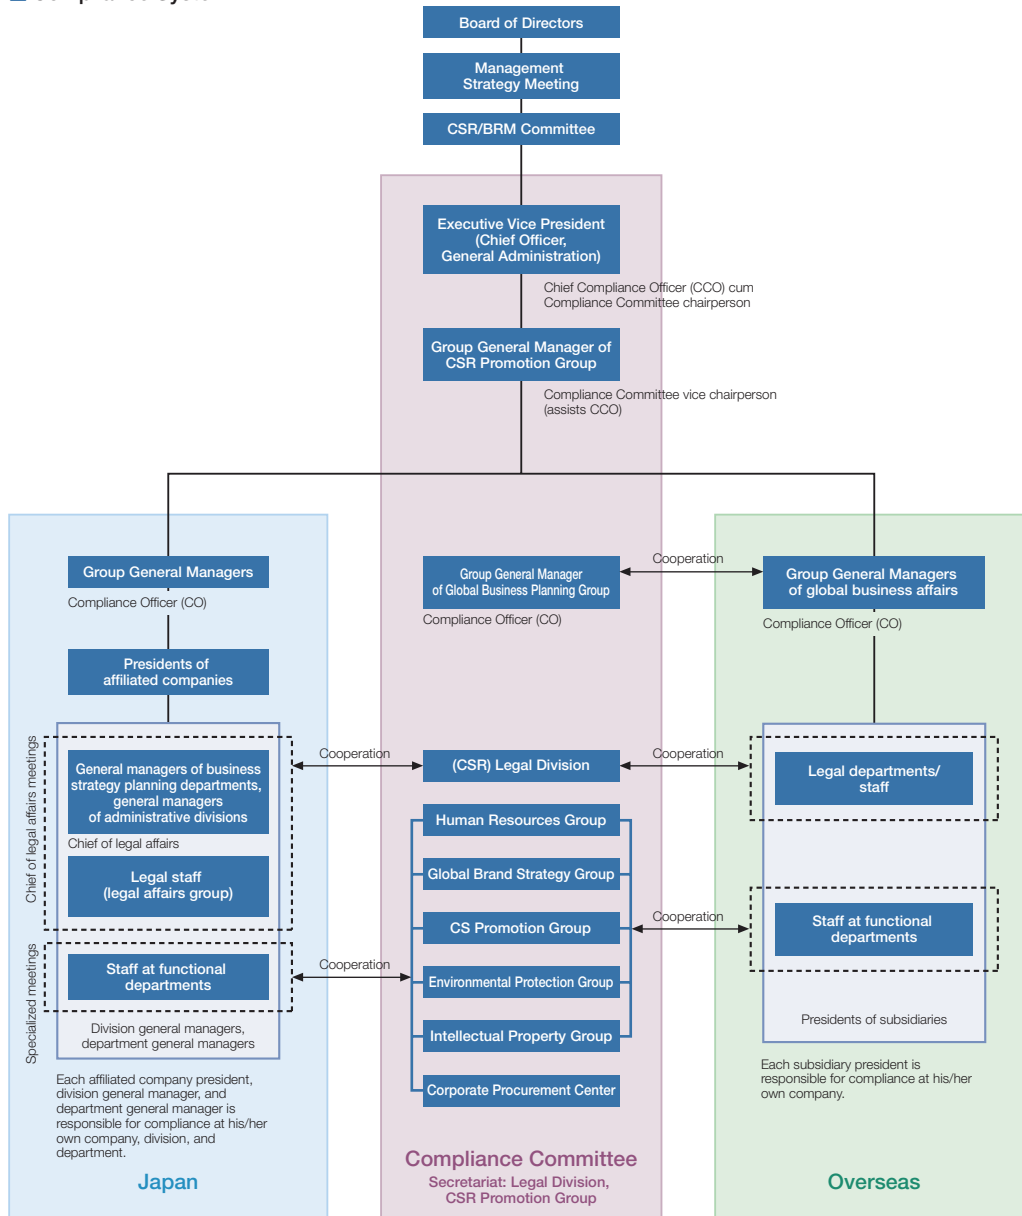 Board of Directors
Management
Strategy Meeting
CSR/BRM Committee
Executive Vice President
(Chief Officer,
General Administration)
Chief Compliance Officer (CCO) cum
Compliance Committee chairperson
Group General Manager of
CSR Promotion Group
Compliance Committee vice chairperson
(assists CCO)
Group General Managers
Compliance Officer (CO)
Presidents of
affiliated companies
Chief of legal affairs meetings
General managers of business
strategy planning departments,
general managers
of administrative divisions
Chief of legal affairs
Legal staff
(legal affairs group)
Specialized meetings
Staff at functional
departments
Division general managers,
department general managers
Each affiliated company president,
division general manager, and
department general manager is
responsible for compliance at his/her
own company, division, and
department.
Japan
Cooperation
Cooperation
Group General Manager
of Global Business Planning Group
Compliance Officer (CO)
(CSR) Legal Division
Human Resources Group
Global Brand Strategy Group
CS Promotion Group
Environmental Protection Group
Intellectual Property Group
Corporate Procurement Center
Compliance Committee
Secretariat: Legal Division,
CSR Promotion Group
Cooperation
Cooperation
Cooperation
Group General Managers
of global business affairs
Compliance Officer (CO)
Legal departments/
staff
Staff at functional
departments
Presidents of subsidiaries
Each subsidiary president is
responsible for compliance at his/her
own company.
Overseas